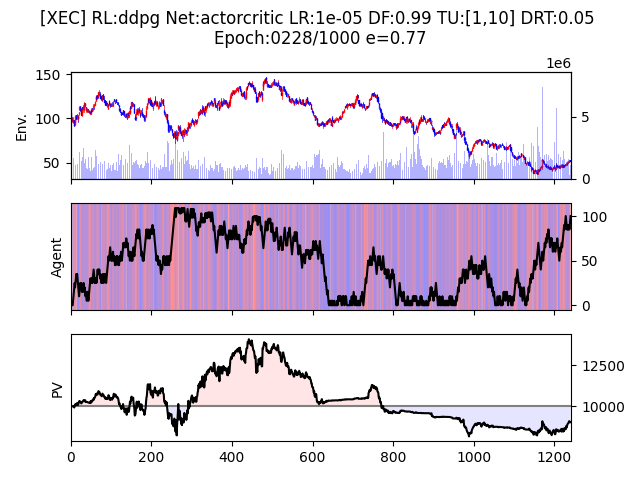 [XEC] RL:ddpg Net:actorcritic LR:1e-05 DF:0.99 TU:[1,10] DRT:0.05
Epoch:0228/1000 e=0.77
1e6
150
100
50
Env.
5
0
Agent
100
50
0
PV
12500
10000
0 200 400 600 800 1000 1200